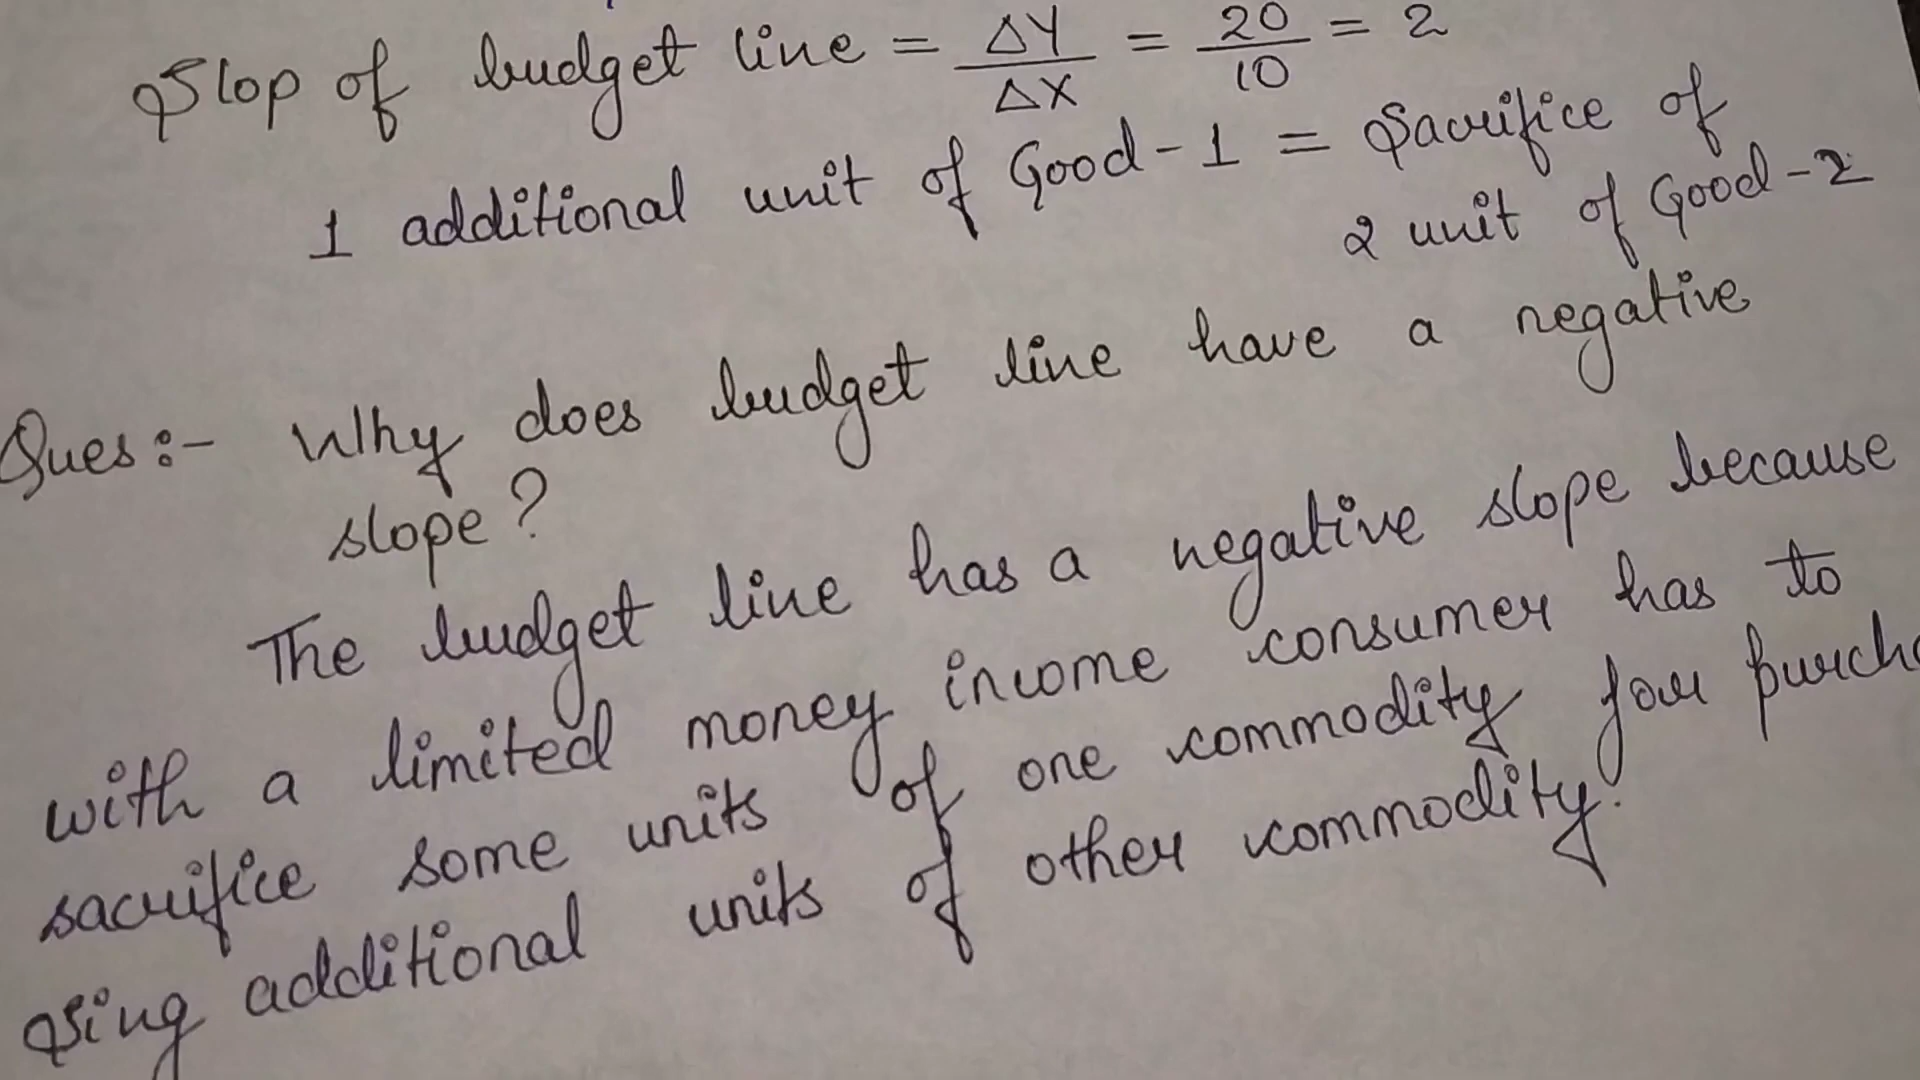 Slop of budget line = ΔY/ΔX = 20/10 = 2
1 additional unit of Good-1 = Sacrifice of
2 unit of Good-2
Ques:- Why does budget line have a negative
slope?
The budget line has a negative slope because
with a limited money income consumer has to
sacrifice some units of one commodity for purcha
sing additional units of other commodity.